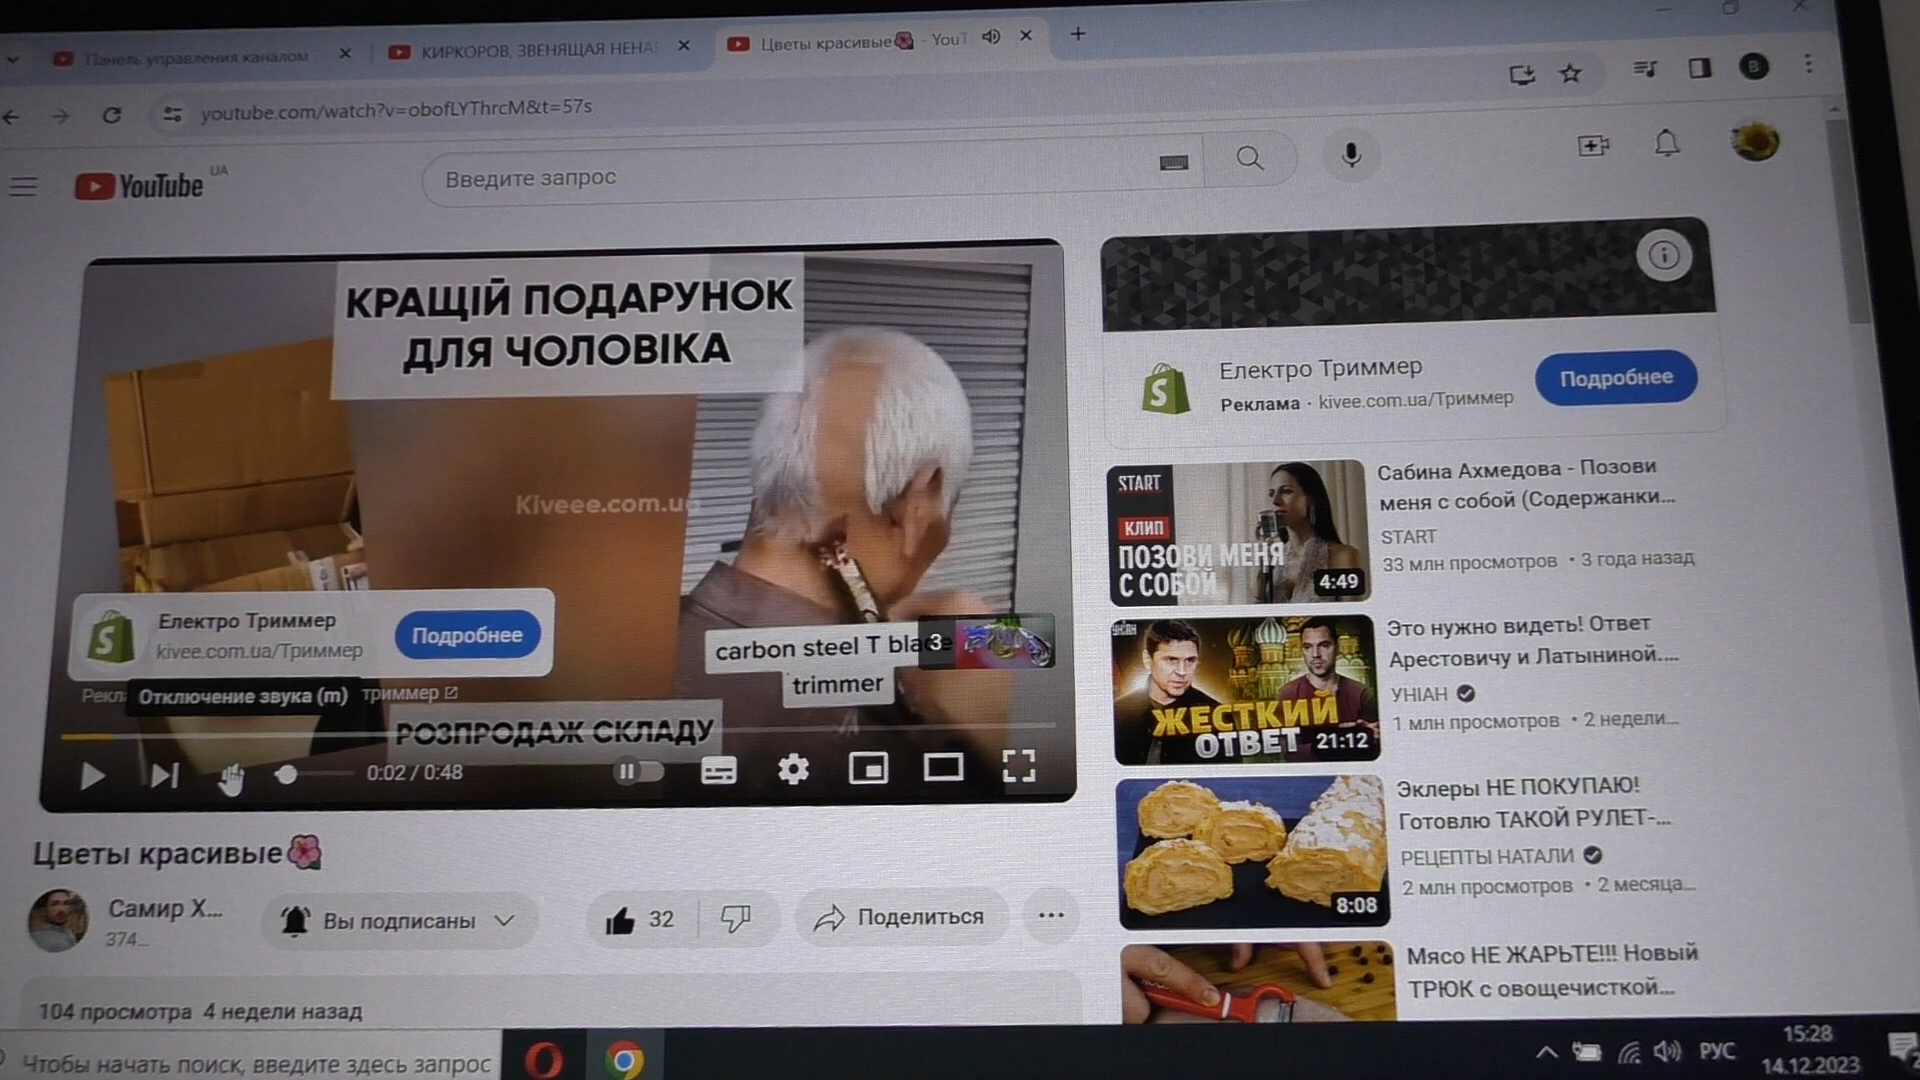 Панель управления каналом
КИРКОРОВ, ЗВЕНЯЩАЯ НЕНА
Цветы красивые🌺 - YouT
youtube.com/watch?v=obofLYThrcM&t=57s
B
YouTube UA
Введите запрос
КРАЩІЙ ПОДАРУНОК
ДЛЯ ЧОЛОВІКА
Kiveee.com.ua
Електро Триммер
kivee.com.ua/Триммер
Подробнее
carbon steel T blade
3
trimmer
Рекл
Отключение звука (m)
триммер
РОЗПРОДАЖ СКЛАДУ
0:02 / 0:48
Цветы красивые🌺
Самир Х...
374...
Вы подписаны
32
Поделиться
104 просмотра 4 недели назад
Електро Триммер
Реклама · kivee.com.ua/Триммер
Подробнее
START
КЛИП
ПОЗОВИ МЕНЯ
С СОБОЙ
4:49
Сабина Ахмедова - Позови
меня с собой (Содержанки...
START
33 млн просмотров • 3 года назад
УНІАН
ЖЕСТКИЙ
ОТВЕТ
21:12
Это нужно видеть! Ответ
Арестовичу и Латыниной....
УНІАН
1 млн просмотров • 2 недели...
8:08
Эклеры НЕ ПОКУПАЮ!
Готовлю ТАКОЙ РУЛЕТ-...
РЕЦЕПТЫ НАТАЛИ
2 млн просмотров • 2 месяца...
Мясо НЕ ЖАРЬТЕ!!! Новый
ТРЮК с овощечисткой...
Чтобы начать поиск, введите здесь запрос
РУС
15:28
14.12.2023
2